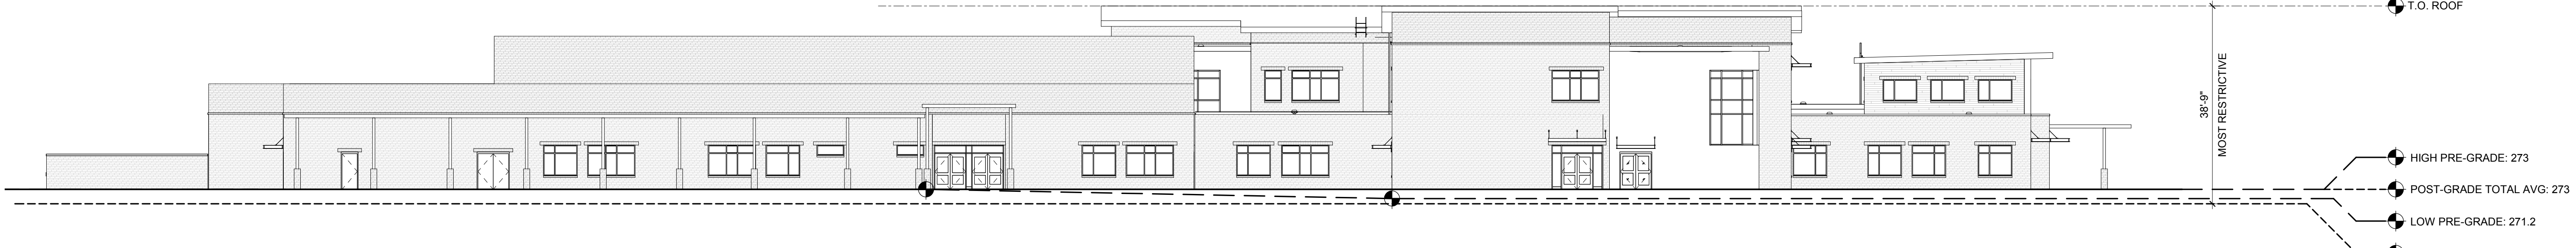 T.O. ROOF
38'-9"
MOST RESTRICTIVE
HIGH PRE-GRADE: 273
POST-GRADE TOTAL AVG: 273
LOW PRE-GRADE: 271.2